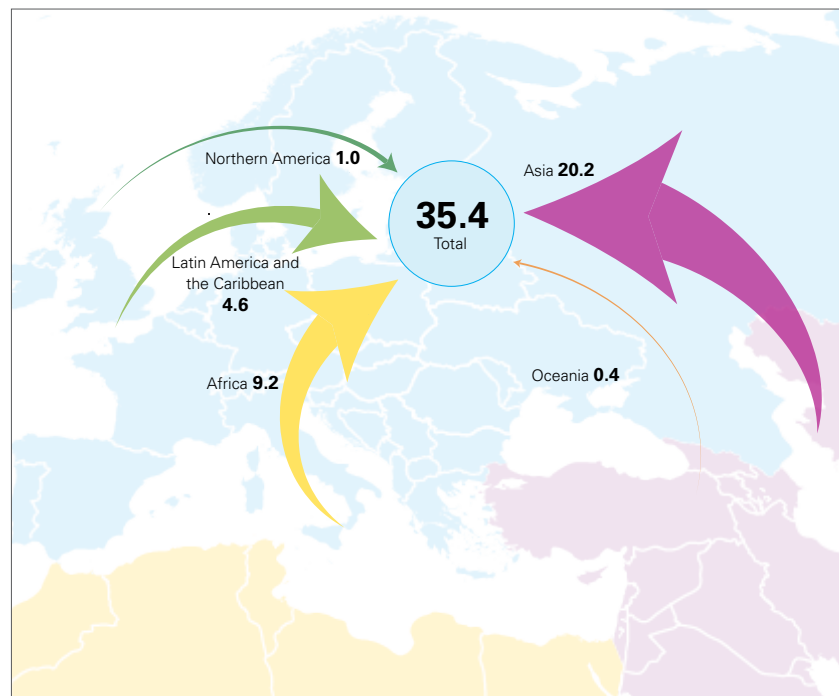 Northern America 1.0
Asia 20.2
35.4
Total
Latin America and
the Caribbean
4.6
Africa 9.2
Oceania 0.4